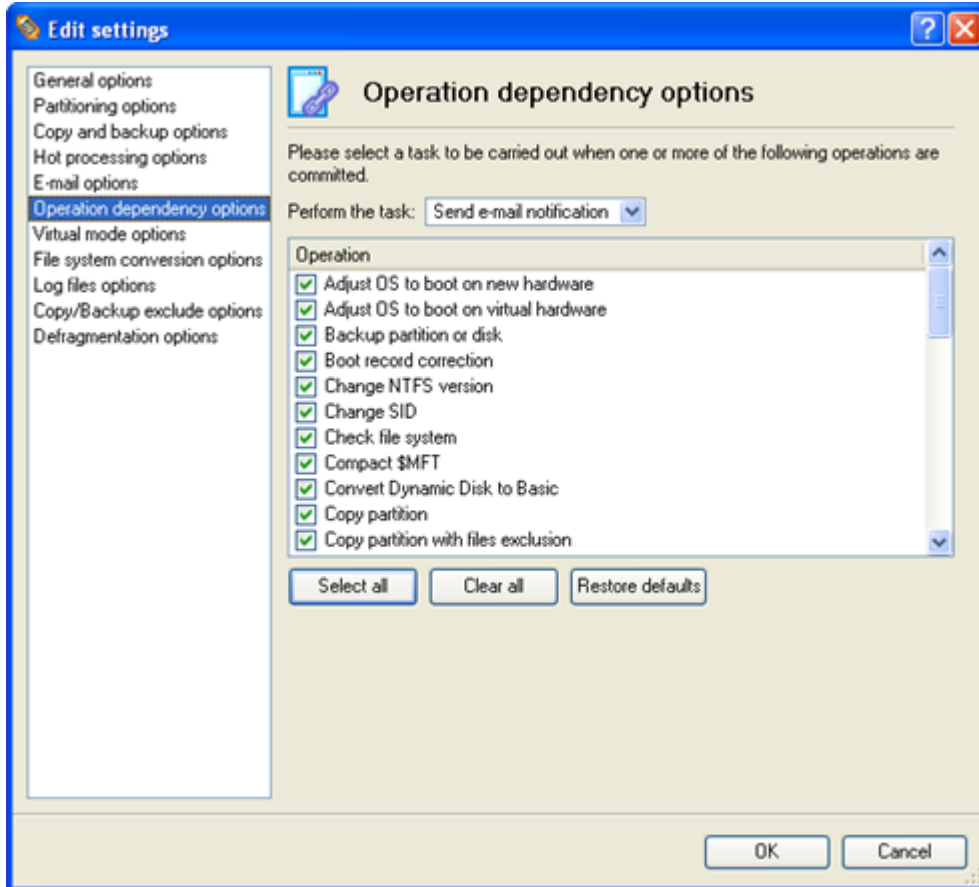 Edit settings
General options
Partitioning options
Copy and backup options
Hot processing options
E-mail options
Operation dependency options
Virtual mode options
File system conversion options
Log files options
Copy/Backup exclude options
Defragmentation options
Operation dependency options
Please select a task to be carried out when one or more of the following operations are
committed.
Perform the task: Send e-mail notification
Operation
Adjust OS to boot on new hardware
Adjust OS to boot on virtual hardware
Backup partition or disk
Boot record correction
Change NTFS version
Change SID
Check file system
Compact $MFT
Convert Dynamic Disk to Basic
Copy partition
Copy partition with files exclusion
Select all Clear all Restore defaults
OK Cancel